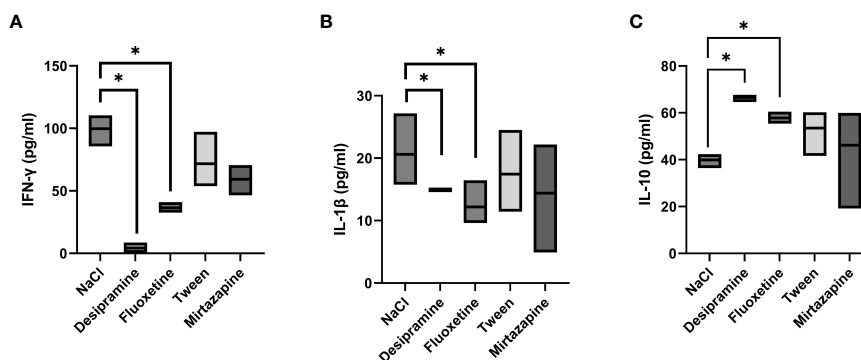 A
IFN-γ (pg/ml)
150
100
50
0
*
*
NaCl
Desipramine
Fluoxetine
Tween
Mirtazapine
B
IL-1β (pg/ml)
30
20
10
0
*
*
NaCl
Desipramine
Fluoxetine
Tween
Mirtazapine
C
IL-10 (pg/ml)
80
60
40
20
0
*
*
NaCl
Desipramine
Fluoxetine
Tween
Mirtazapine